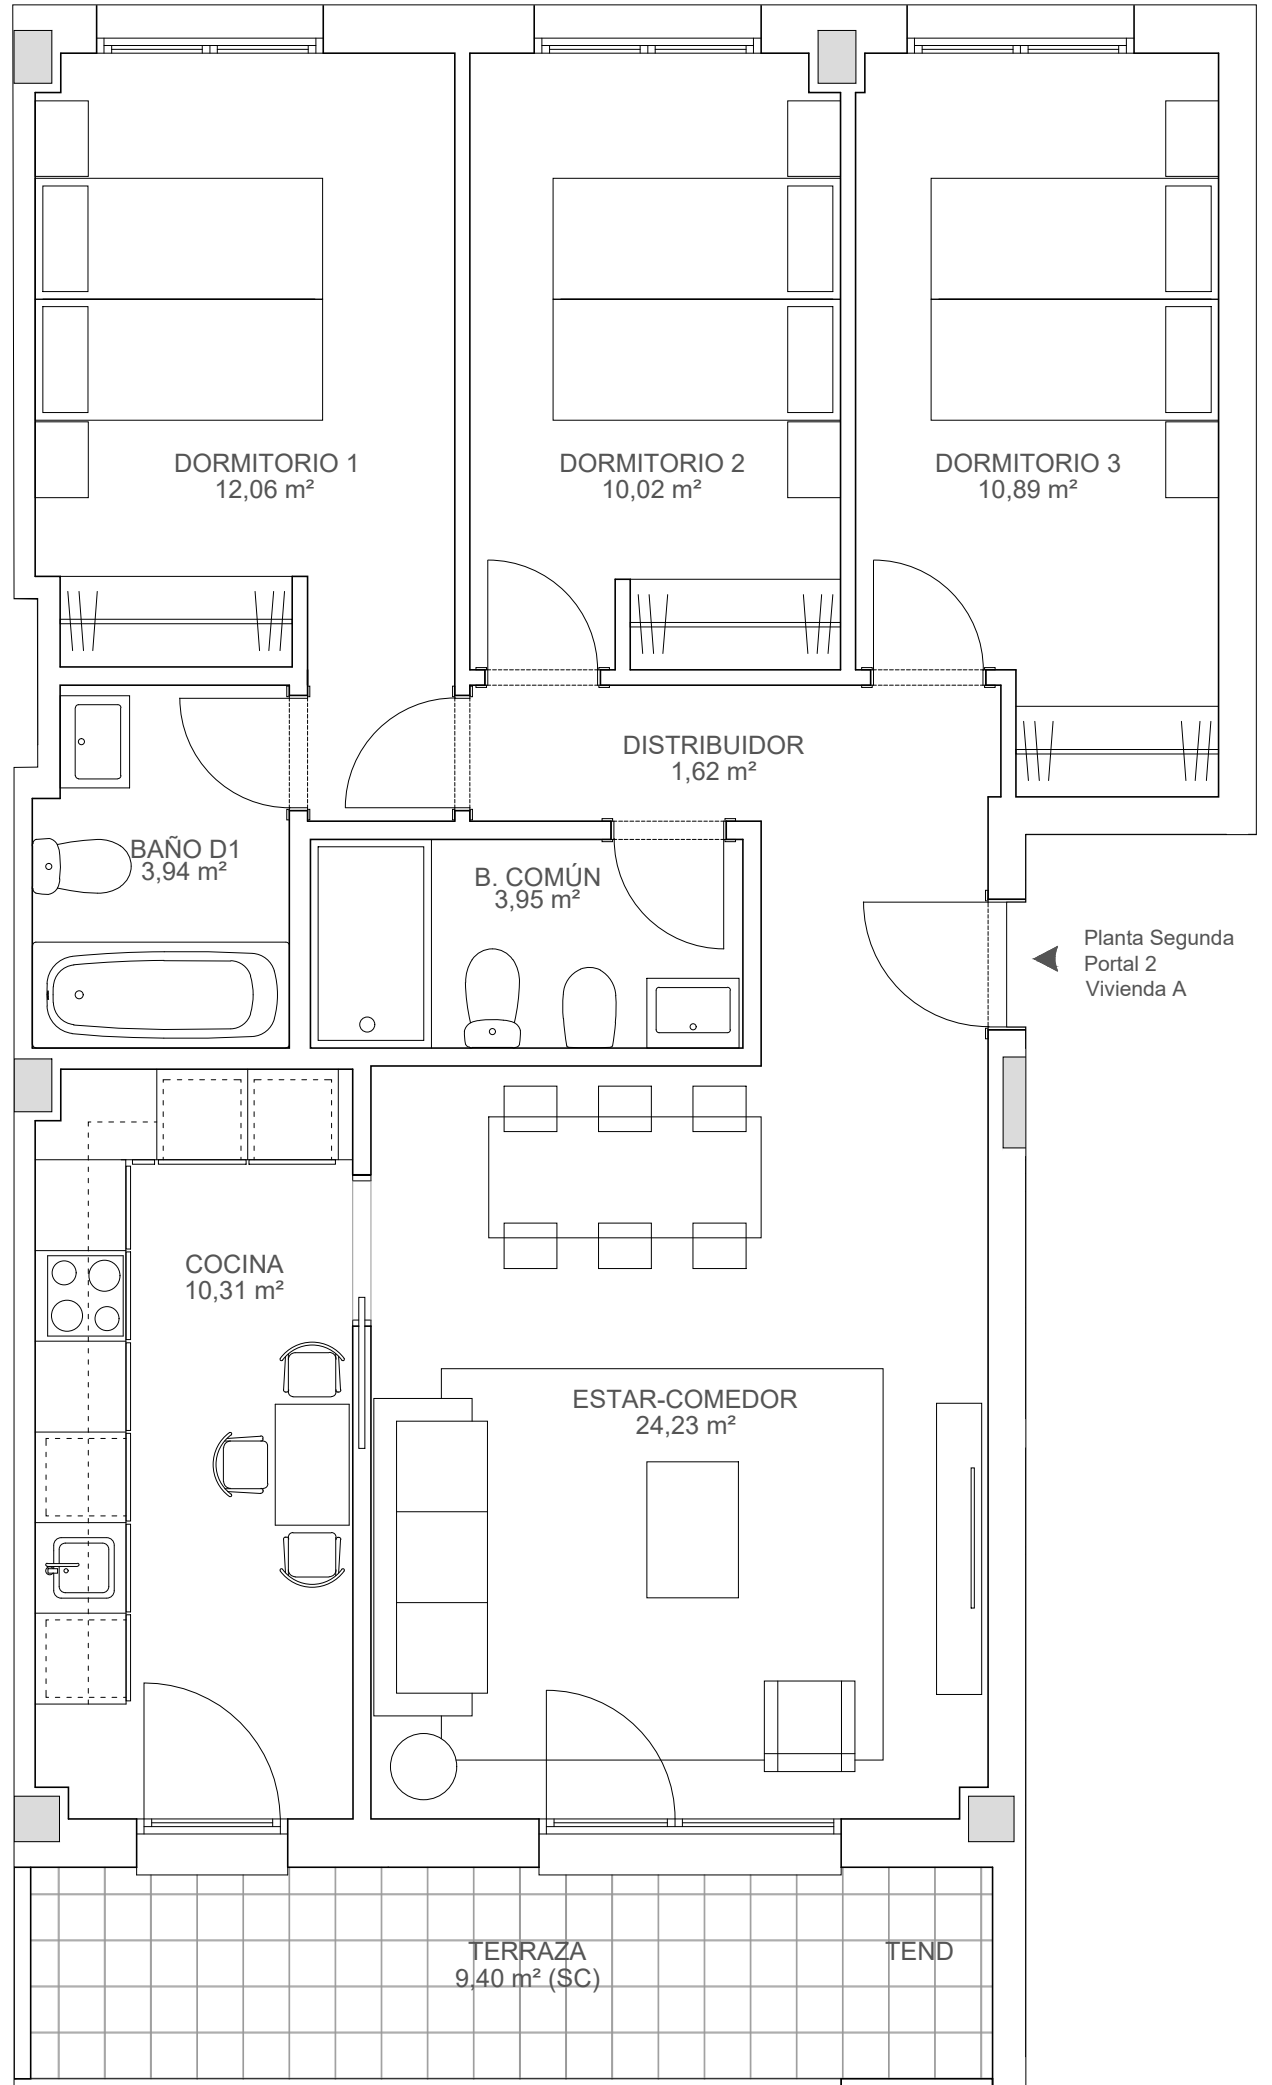 DORMITORIO 1
12,06 m²
DORMITORIO 2
10,02 m²
DORMITORIO 3
10,89 m²
DISTRIBUIDOR
1,62 m²
BAÑO D1
3,94 m²
B. COMÚN
3,95 m²
Planta Segunda
Portal 2
Vivienda A
COCINA
10,31 m²
ESTAR-COMEDOR
24,23 m²
TERRAZA
9,40 m² (SC)
TEND